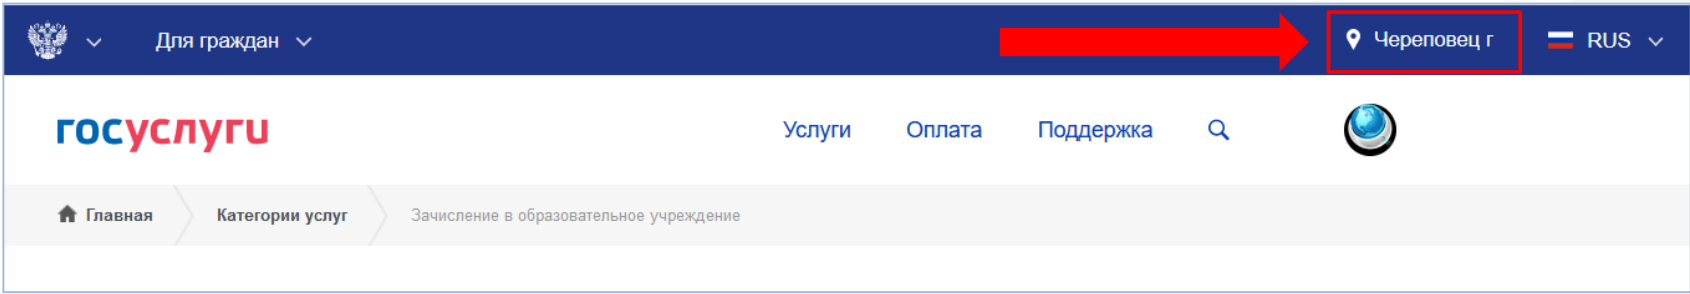 Для граждан Череповец г RUS
госуслуги Услуги Оплата Поддержка
Главная Категории услуг Зачисление в образовательное учреждение